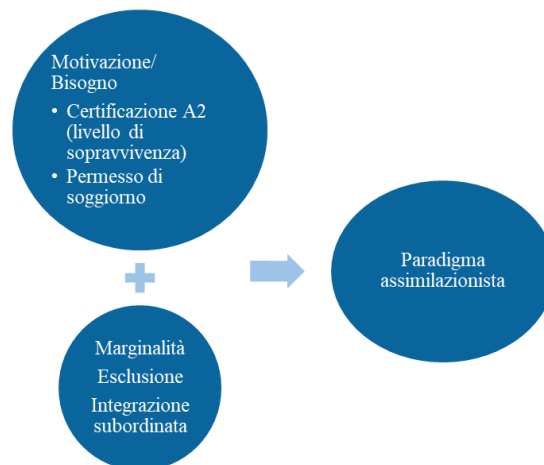 Motivazione/
Bisogno
• Certificazione A2
(livello di
sopravvivenza)
• Permesso di
soggiorno
Marginalità
Esclusione
Integrazione
subordinata
Paradigma
assimilazionista